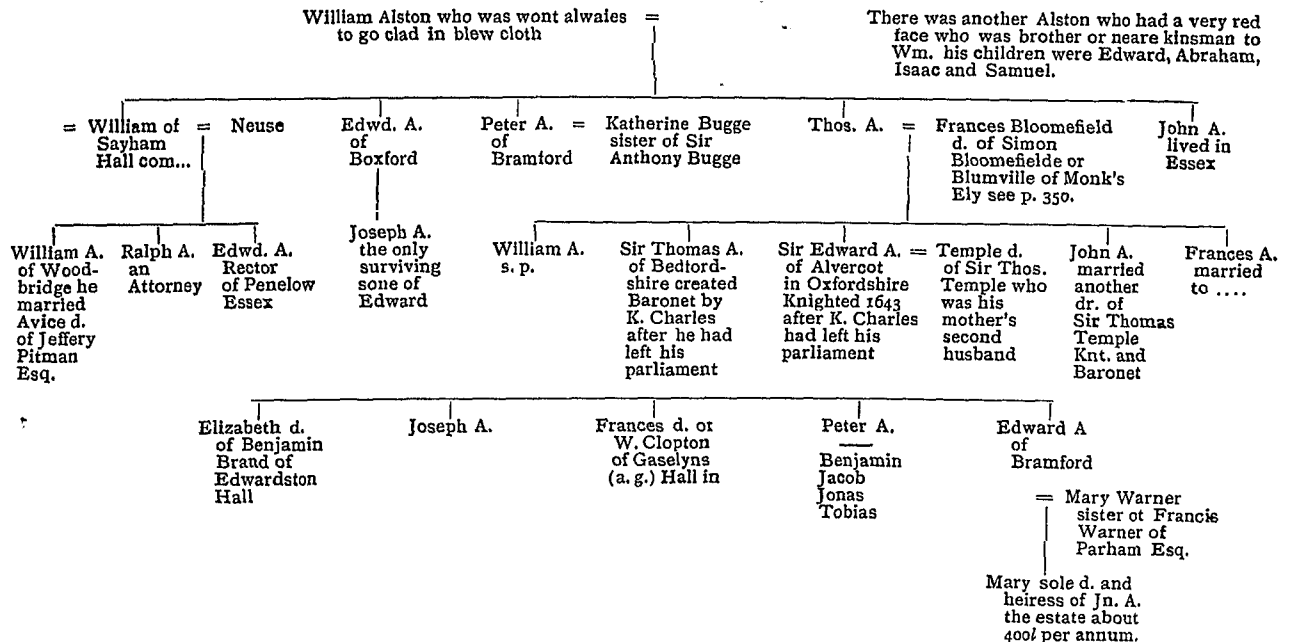 William Alston who was wont alwaies =
to go clad in blew cloth
There was another Alston who had a very red
face who was brother or neare kinsman to
Wm. his children were Edward, Abraham,
Isaac and Samuel.
= William of = Neuse
Sayham
Hall com...
Edwd. A.
of
Boxford
Peter A. = Katherine Bugge
of sister of Sir
Bramford Anthony Bugge
Thos. A. = Frances Bloomefield
d. of Simon
Bloomefielde or
Blumville of Monk's
Ely see p. 350.
John A.
lived in
Essex
William A.
of Wood-
bridge he
married
Avice d.
of Jeffery
Pitman
Esq.
Ralph A.
an
Attorney
Edwd. A.
Rector
of Penelow
Essex
Joseph A.
the only
surviving
sone of
Edward
William A.
s. p.
Sir Thomas A.
of Bedford-
shire created
Baronet by
K. Charles
after he had
left his
parliament
Sir Edward A. = Temple d.
of Alvercot of Sir Thos.
in Oxfordshire Temple who
Knighted 1643 was his
after K. Charles mother's
had left his second
parliament husband
John A.
married
another
dr. of
Sir Thomas
Temple
Knt. and
Baronet
Frances A.
married
to ....
Elizabeth d.
of Benjamin
Brand of
Edwardston
Hall
Joseph A.
Frances d. or
W. Clopton
of Gaselyns
(a. g.) Hall in
Peter A.
Benjamin
Jacob
Jonas
Tobias
Edward A
of
Bramford
= Mary Warner
sister of Francis
Warner of
Parham Esq.
Mary sole d. and
heiress of Jn. A.
the estate about
400l per annum.